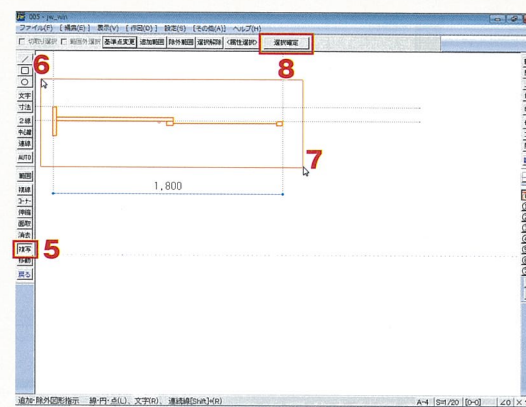 005 - jw_win
ファイル(F) [編集(E)] 表示(V) [作図(D)] 設定(S) [その他(A)] ヘルプ(H)
切取り選択 範囲外選択 基準点変更 追加範囲 除外範囲 選択解除 <属性選択> 選択確定
6
8
文字
寸法
2線
中心線
連線
AUTO
7
範囲
1,800
複線
コーナー
伸縮
面取
消去
複写
5
移動
戻る
追加・除外図形指示 線・円・点(L)、文字(R)、連続線[Shift]+(R)
A-4 S=1/20 [0-0] ∠0 ×